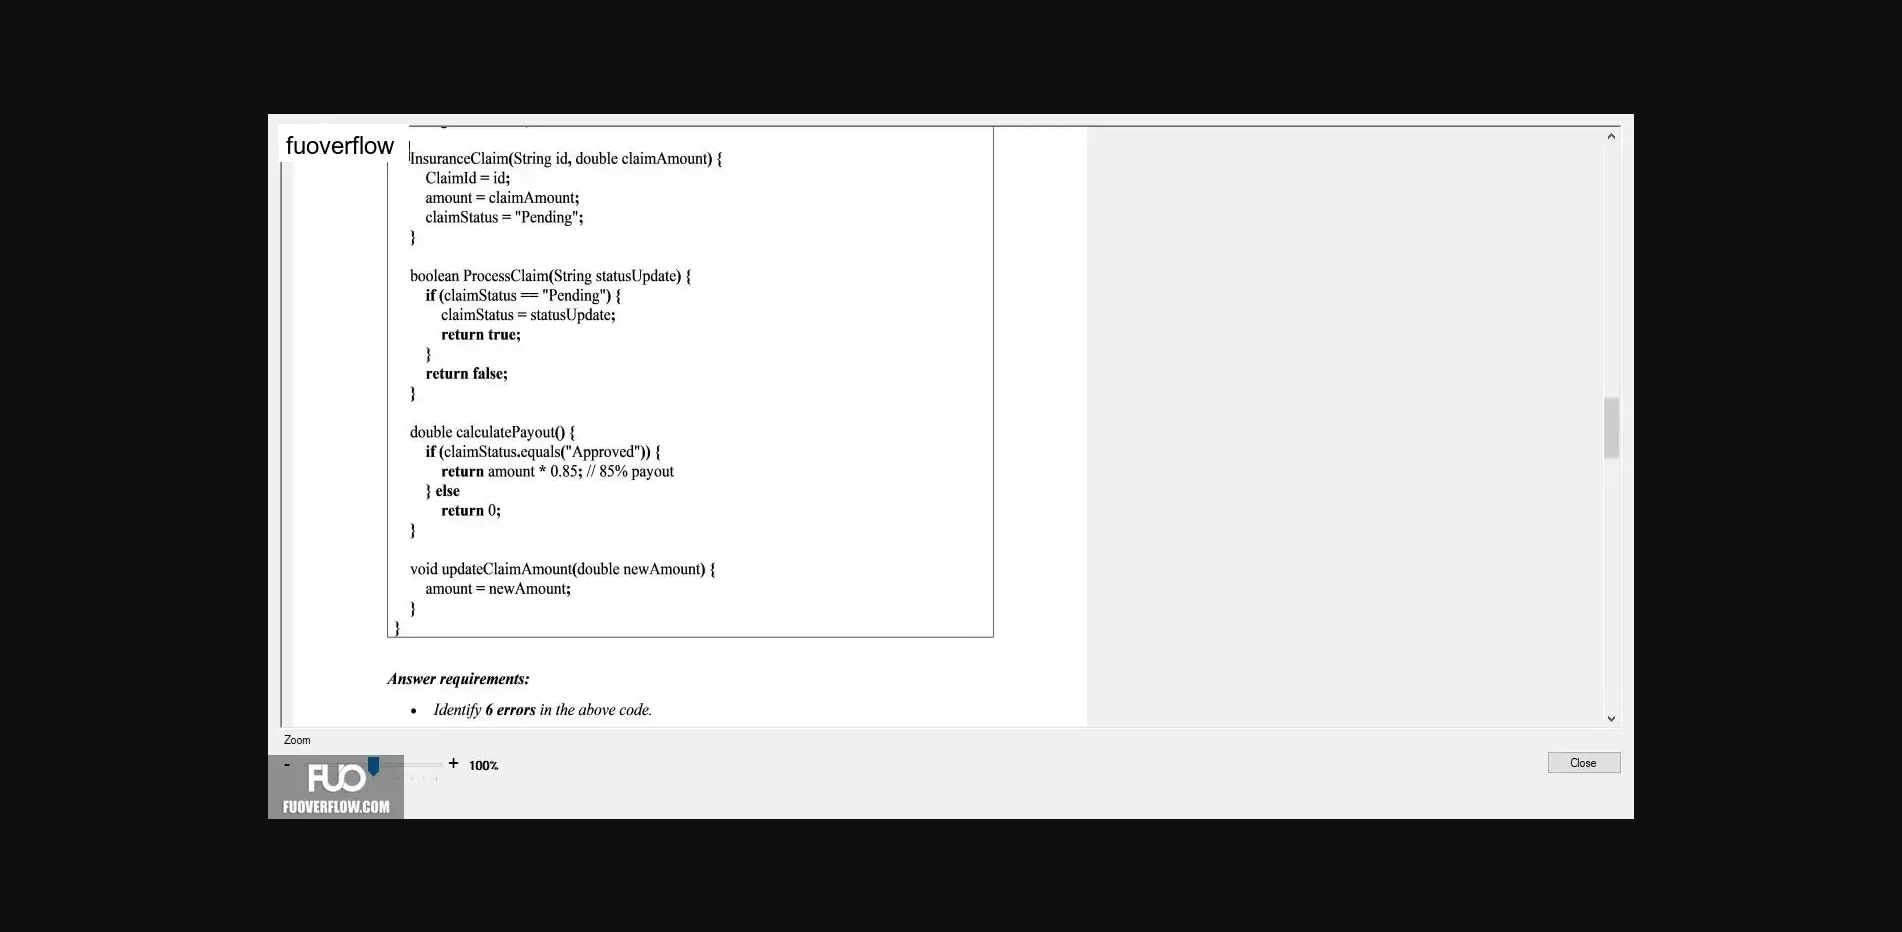 fuoverflow
InsuranceClaim(String id, double claimAmount) {
ClaimId = id;
amount = claimAmount;
claimStatus = "Pending";
}
boolean ProcessClaim(String statusUpdate) {
if (claimStatus == "Pending") {
claimStatus = statusUpdate;
return true;
}
return false;
}
double calculatePayout() {
if (claimStatus.equals("Approved")) {
return amount * 0.85; // 85% payout
} else
return 0;
}
void updateClaimAmount(double newAmount) {
amount = newAmount;
}
}
Answer requirements:
• Identify 6 errors in the above code.
Zoom
- + 100%
Close
FUO
FUOVERFLOW.COM